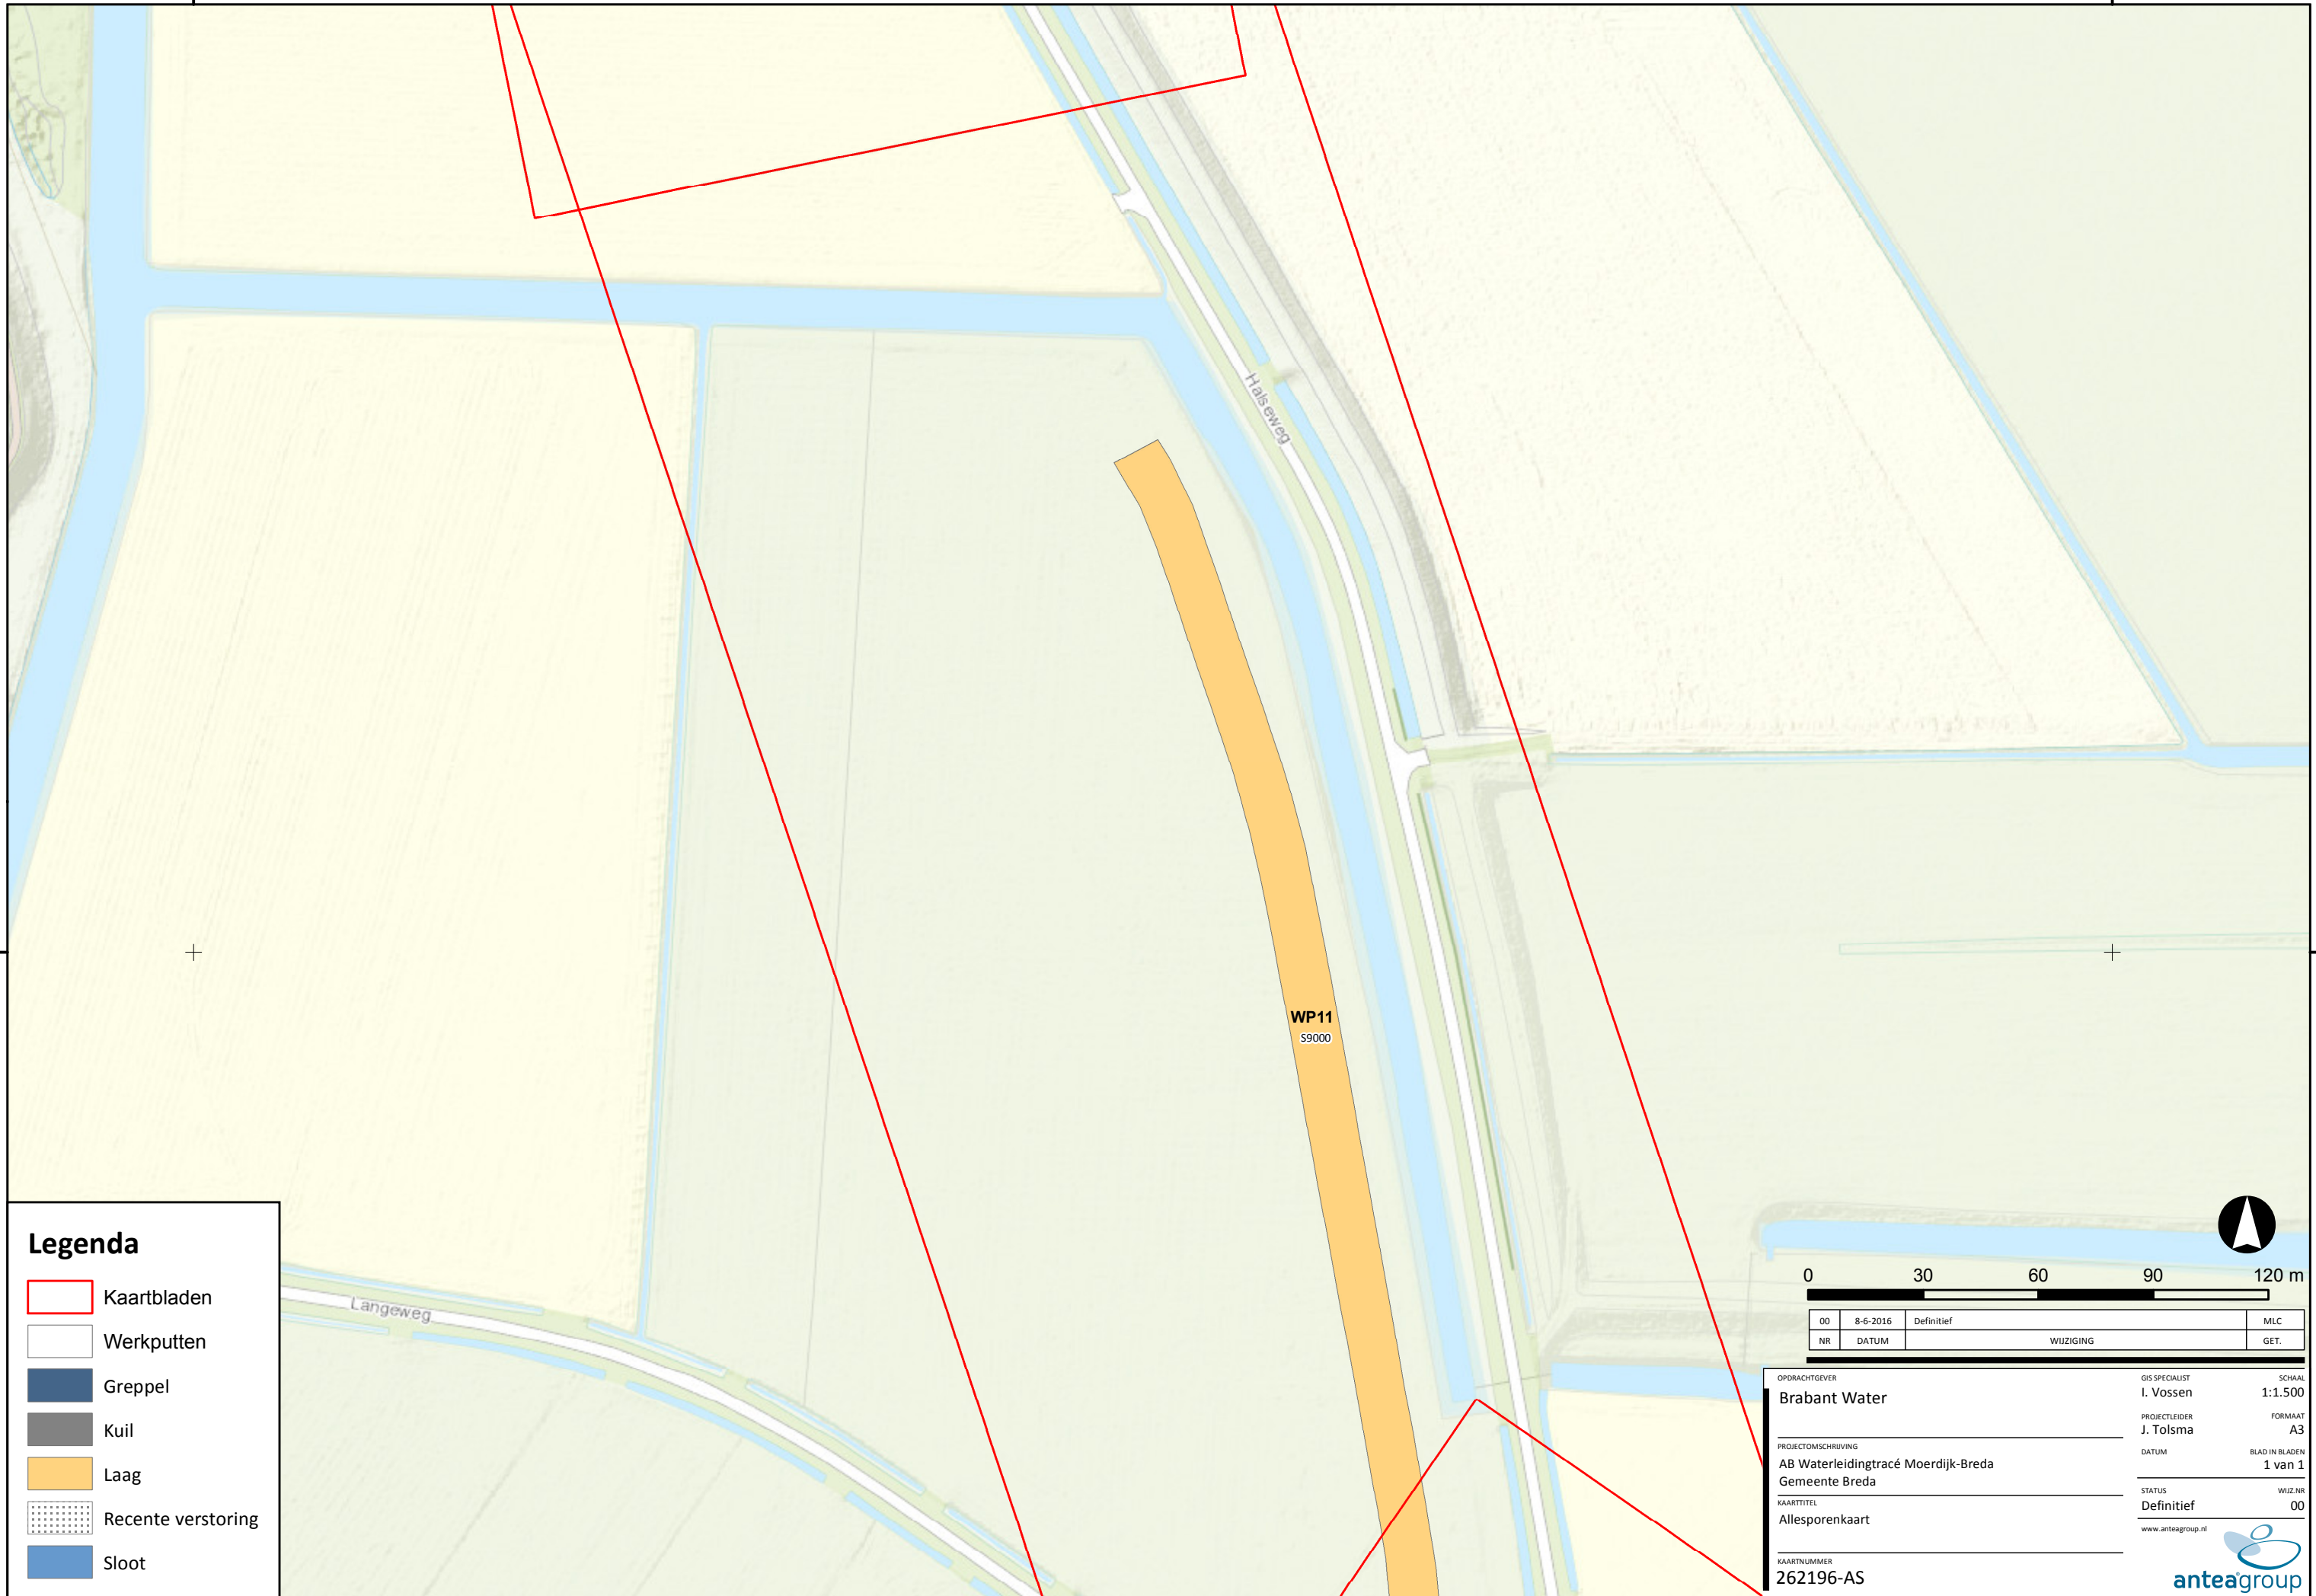 Halseweg
WP11
S9000
Langeweg
Legenda
Kaartbladen
Werkputten
Greppel
Kuil
Laag
Recente verstoring
Sloot
0 30 60 90 120 m
00 8-6-2016 Definitief MLC
NR DATUM WIJZIGING GET.
OPDRACHTGEVER
Brabant Water
PROJECTOMSCHRIJVING
AB Waterleidingtracé Moerdijk-Breda
Gemeente Breda
KAARTTITEL
Allesporenkaart
KAARTNUMMER
262196-AS
GIS SPECIALIST SCHAAL
I. Vossen 1:1.500
PROJECTLEIDER FORMAAT
J. Tolsma A3
DATUM BLAD IN BLADEN
1 van 1
STATUS WIJZ.NR
Definitief 00
www.anteagroup.nl
anteagroup